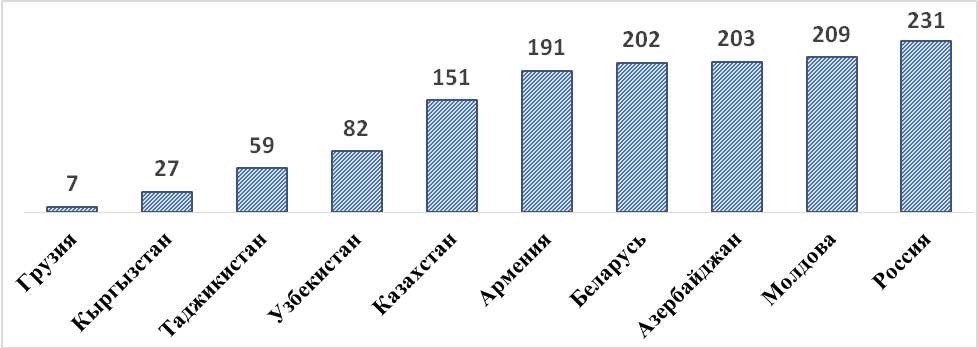 7
27
59
82
151
191
202
203
209
231
Грузия
Кыргызстан
Таджикистан
Узбекистан
Казахстан
Армения
Беларусь
Азербайджан
Молдова
Россия